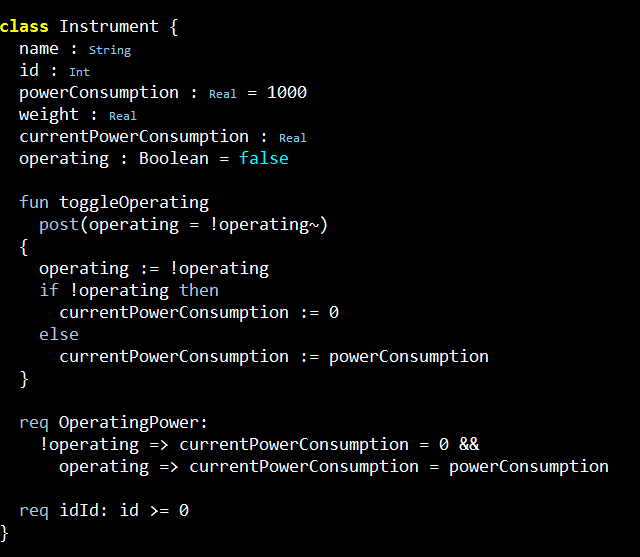 class Instrument {
  name : String
  id : Int
  powerConsumption : Real = 1000
  weight : Real
  currentPowerConsumption : Real
  operating : Boolean = false

  fun toggleOperating
    post(operating = !operating~)
  {
    operating := !operating
    if !operating then
      currentPowerConsumption := 0
    else
      currentPowerConsumption := powerConsumption
  }

  req OperatingPower:
    !operating => currentPowerConsumption = 0 &&
      operating => currentPowerConsumption = powerConsumption

  req idId: id >= 0
}